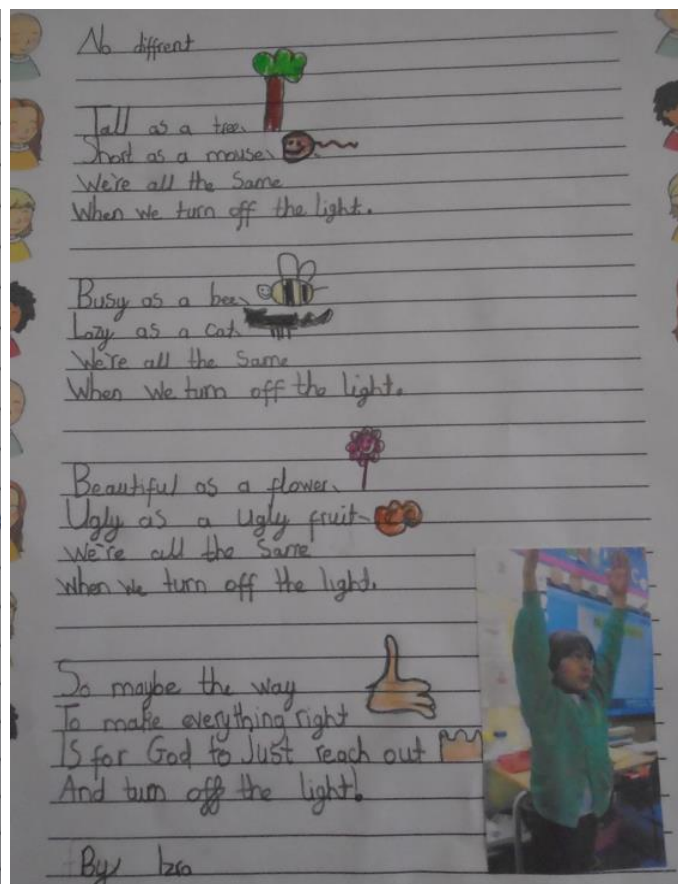 No diffrent
Tall as a tree.
Short as a mouse.
We're all the Same
When we turn off the light.
Busy as a bee.
Lazy as a cat.
We're all the Same
When we turn off the light.
Beautiful as a flower.
Ugly as a Ugly fruit
We're all the Same
When we turn off the light.
So maybe the way
To make everything right
Is for God to Just reach out
And turn off the light!
By